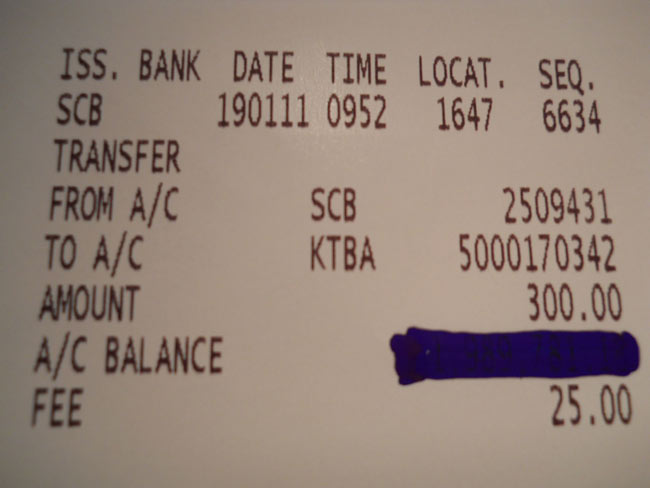 ISS. BANK DATE TIME LOCAT. SEQ.
SCB 190111 0952 1647 6634
TRANSFER
FROM A/C SCB 2509431
TO A/C KTBA 5000170342
AMOUNT 300.00
A/C BALANCE
FEE 25.00